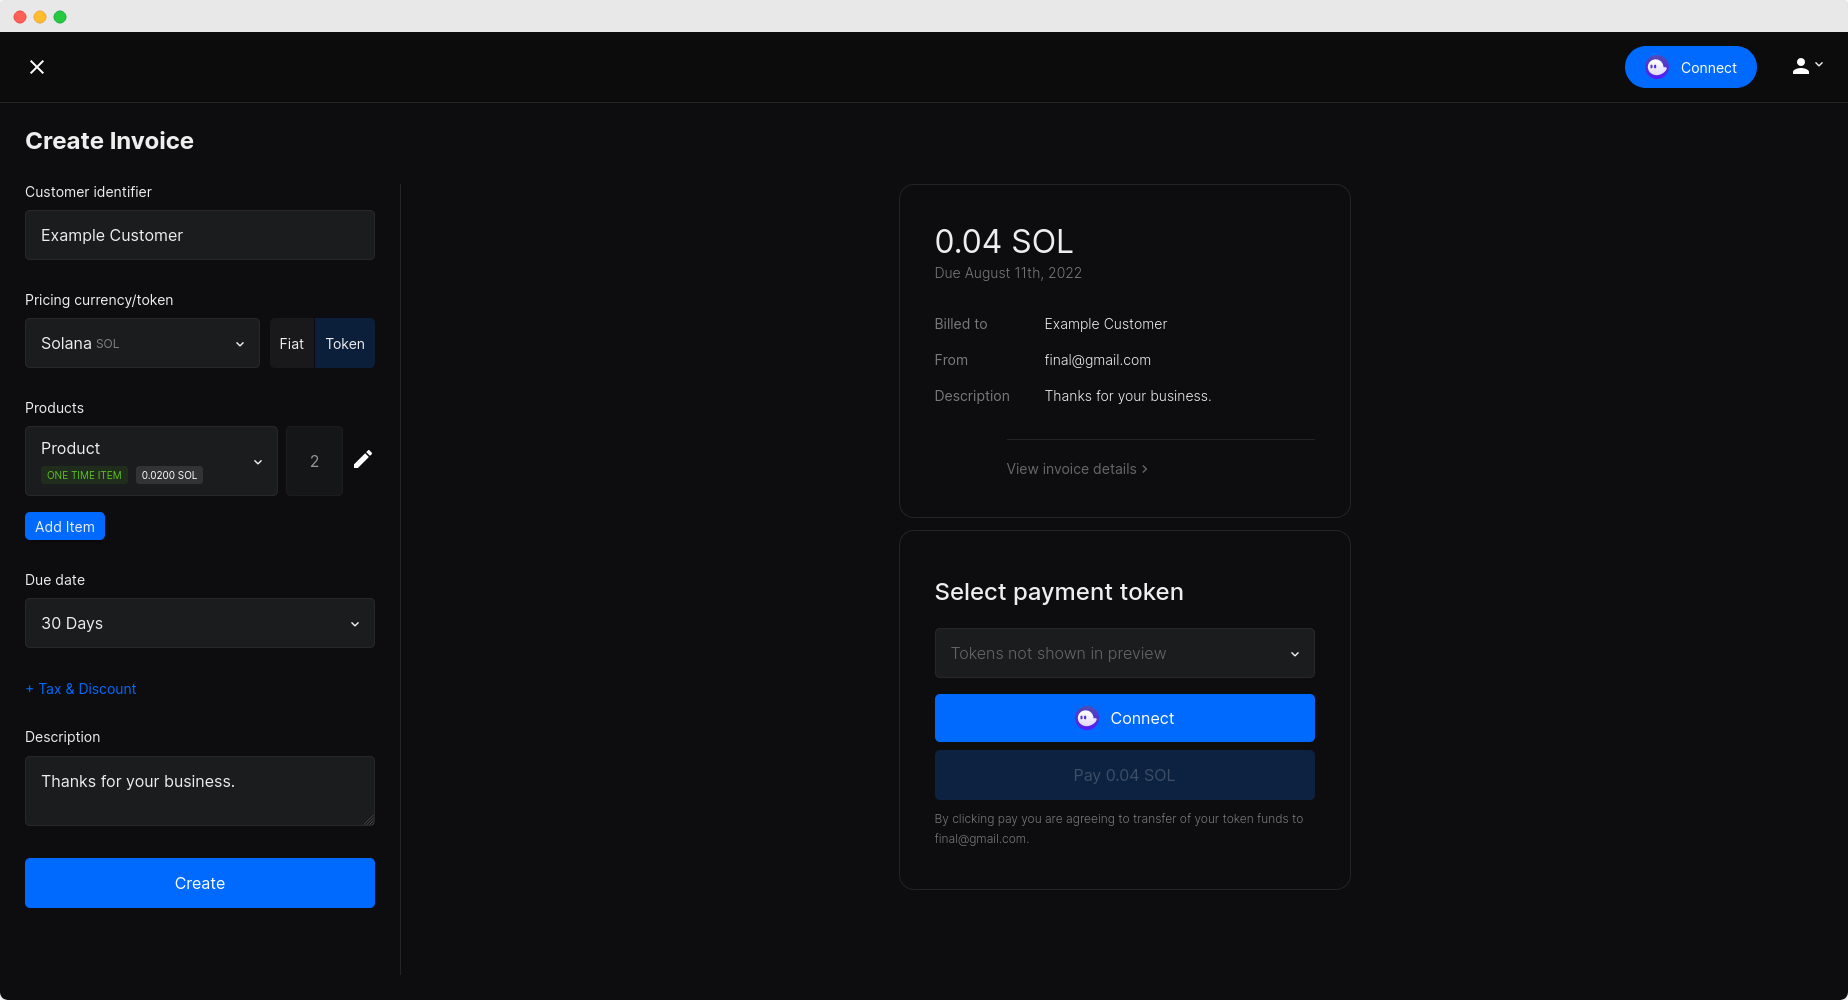 Connect
Create Invoice
Customer identifier
Example Customer
Pricing currency/token
Solana SOL
Fiat
Token
Products
Product
ONE TIME ITEM
0.0200 SOL
2
Add Item
Due date
30 Days
+ Tax & Discount
Description
Thanks for your business.
Create
0.04 SOL
Due August 11th, 2022
Billed to Example Customer
From final@gmail.com
Description Thanks for your business.
View invoice details
Select payment token
Tokens not shown in preview
Connect
Pay 0.04 SOL
By clicking pay you are agreeing to transfer of your token funds to
final@gmail.com.